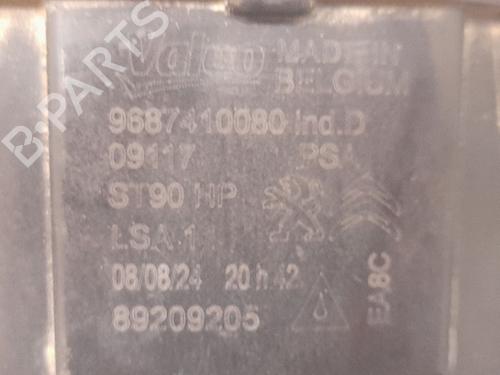 Valeo MADE IN
BELGIUM
9687410080 Ind.D
09117 PSA
ST90 HP
LSA 1
08/08/24 20 h 42
89209205
EA8C
B-PARTS